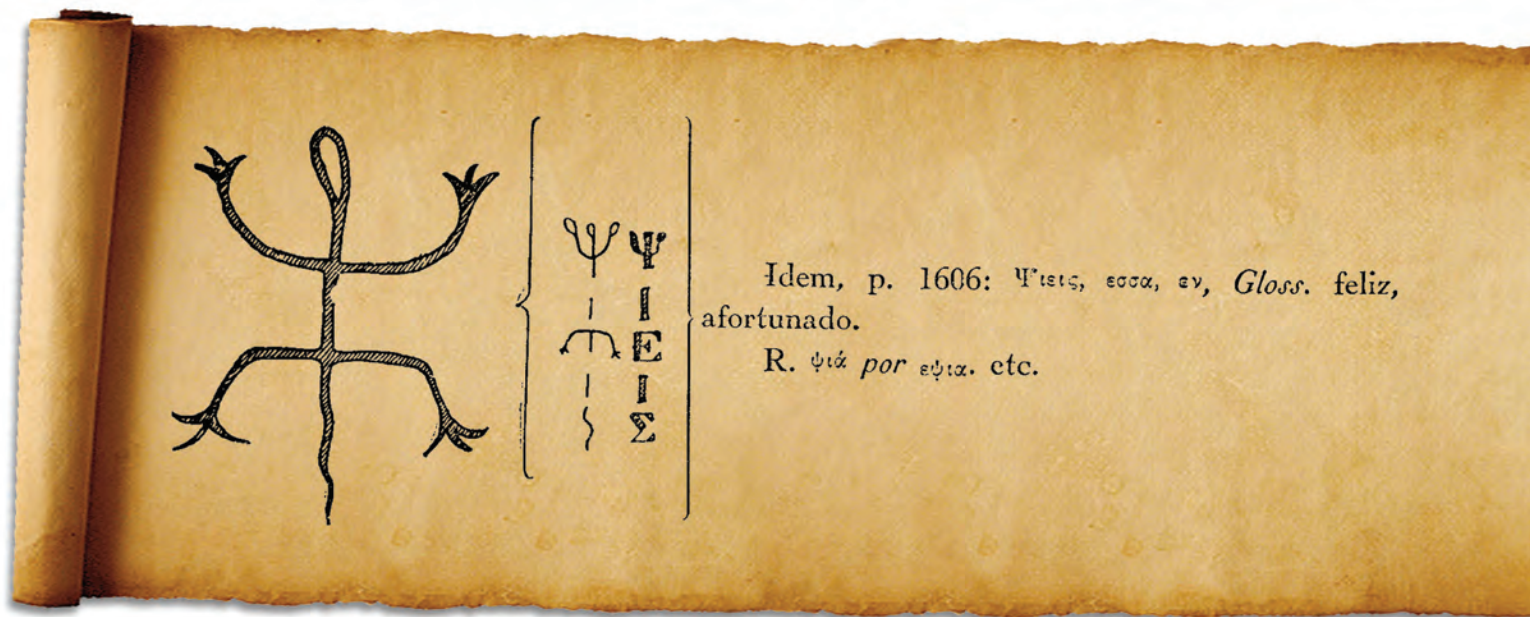 Ψ
Ι
Ε
Ι
Σ
Idem, p. 1606: Ψιεις, εσσα, εν, Gloss. feliz,
afortunado.
R. ψιά por εψια. etc.